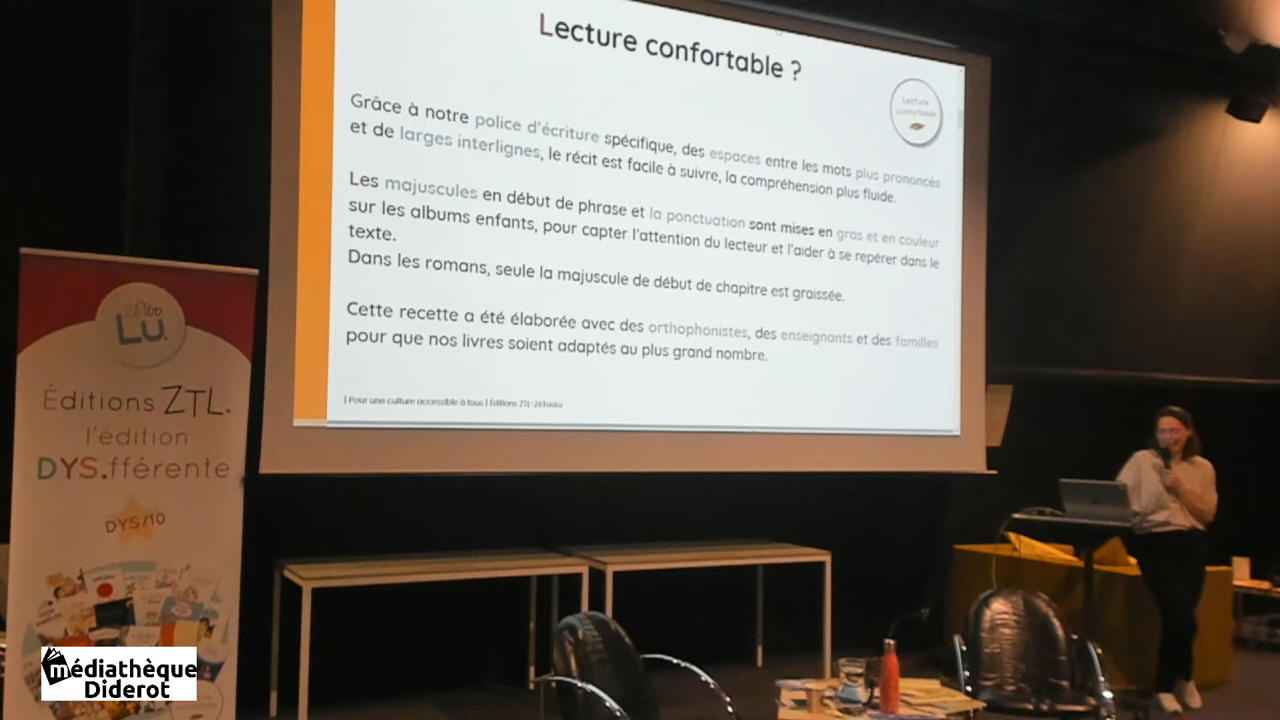 Lecture confortable ?
Lecture
confortable
Grâce à notre police d'écriture spécifique, des espaces entre les mots plus prononcés
et de larges interlignes, le récit est facile à suivre, la compréhension plus fluide.
Les majuscules en début de phrase et la ponctuation sont mises en gras et en couleur
sur les albums enfants, pour capter l'attention du lecteur et l'aider à se repérer dans le
texte.
Dans les romans, seule la majuscule de début de chapitre est graissée.
Cette recette a été élaborée avec des orthophonistes, des enseignants et des familles
pour que nos livres soient adaptés au plus grand nombre.
| Pour une culture accessible à tous | Éditions ZTL-zétooLu
Lu.
Éditions ZTL.
l'édition
DYS.fférente
DYS/10
médiathèque
Diderot